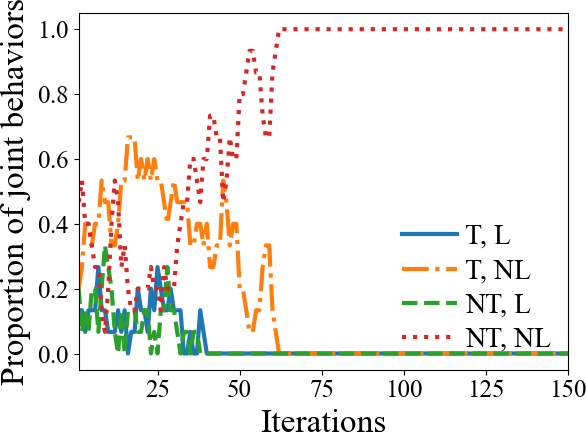 Proportion of joint behaviors
1.0
0.8
0.6
0.4
0.2
0.0
T, L
T, NL
NT, L
NT, NL
25 50 75 100 125 150
Iterations